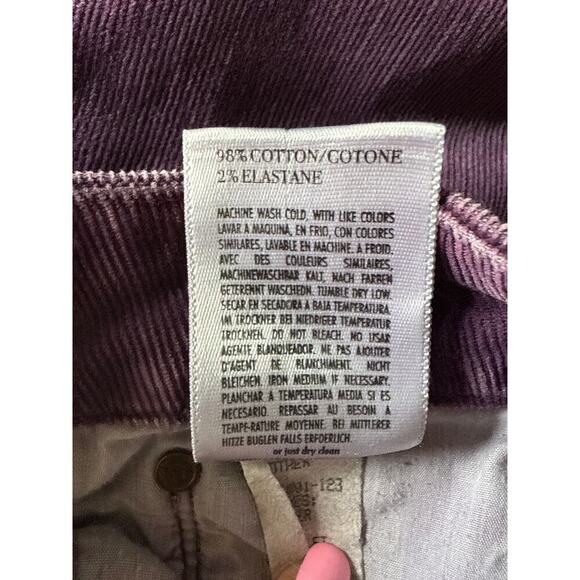 98% COTTON/COTONE
2% ELASTANE
MACHINE WASH COLD, WITH LIKE COLORS
LAVAR A MAQUINA, EN FRIO, CON COLORES
SIMILARES, LAVABLE EN MACHINE. A FROID.
AVEC DES COULEURS SIMILAIRES,
MACHINEWASCHBAR KALT, NACH FARBEN
GETERENNT WASCHEDN. TUMBLE DRY LOW.
SECAR EN SECADORA A BAJA TEMPERATURA.
IM TROCKNER BEI NIEDRIGER TEMPERATUR
TROCKNEN. DO NOT BLEACH. NO USAR
AGENTE BLANQUEADOR. NE PAS AJOUTER
D'AGENT DE BLANCHIMENT. NICHT
BLEICHEN. IRON MEDIUM IF NECESSARY.
PLANCHAR A TEMPERATURA MEDIA SI ES
NECESARIO. REPASSAR AU BESOIN A
TEMPE-RATURE MOYENNE. BEI MITTLERER
HITZE BUGLEN FALLS ERFOERLICH.
or just dry clean